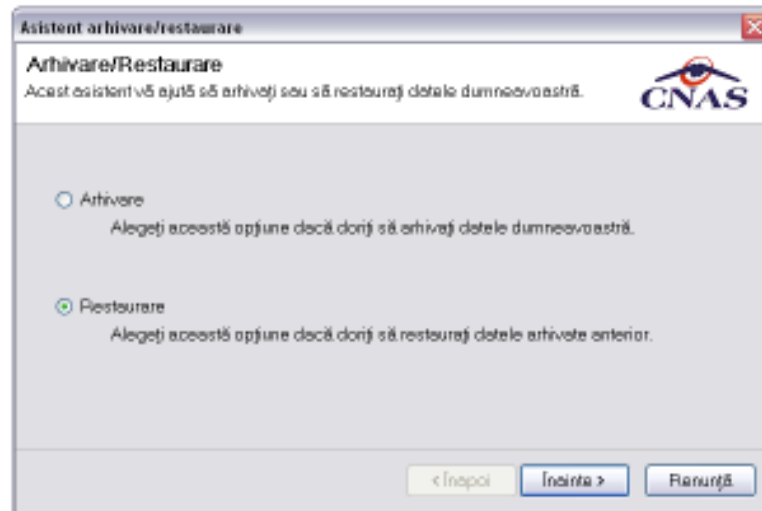 Asistent arhivare/restaurare
Arhivare/Restaurare
Acest asistent vă ajută să arhivaţi sau să restauraţi datele dumneavoastră.
CNAS
Arhivare
Alegeţi această opţiune dacă doriţi să arhivaţi datele dumneavoastră.
Restaurare
Alegeţi această opţiune dacă doriţi să restauraţi datele arhivate anterior.
< Înapoi
Înainte >
Renunţă